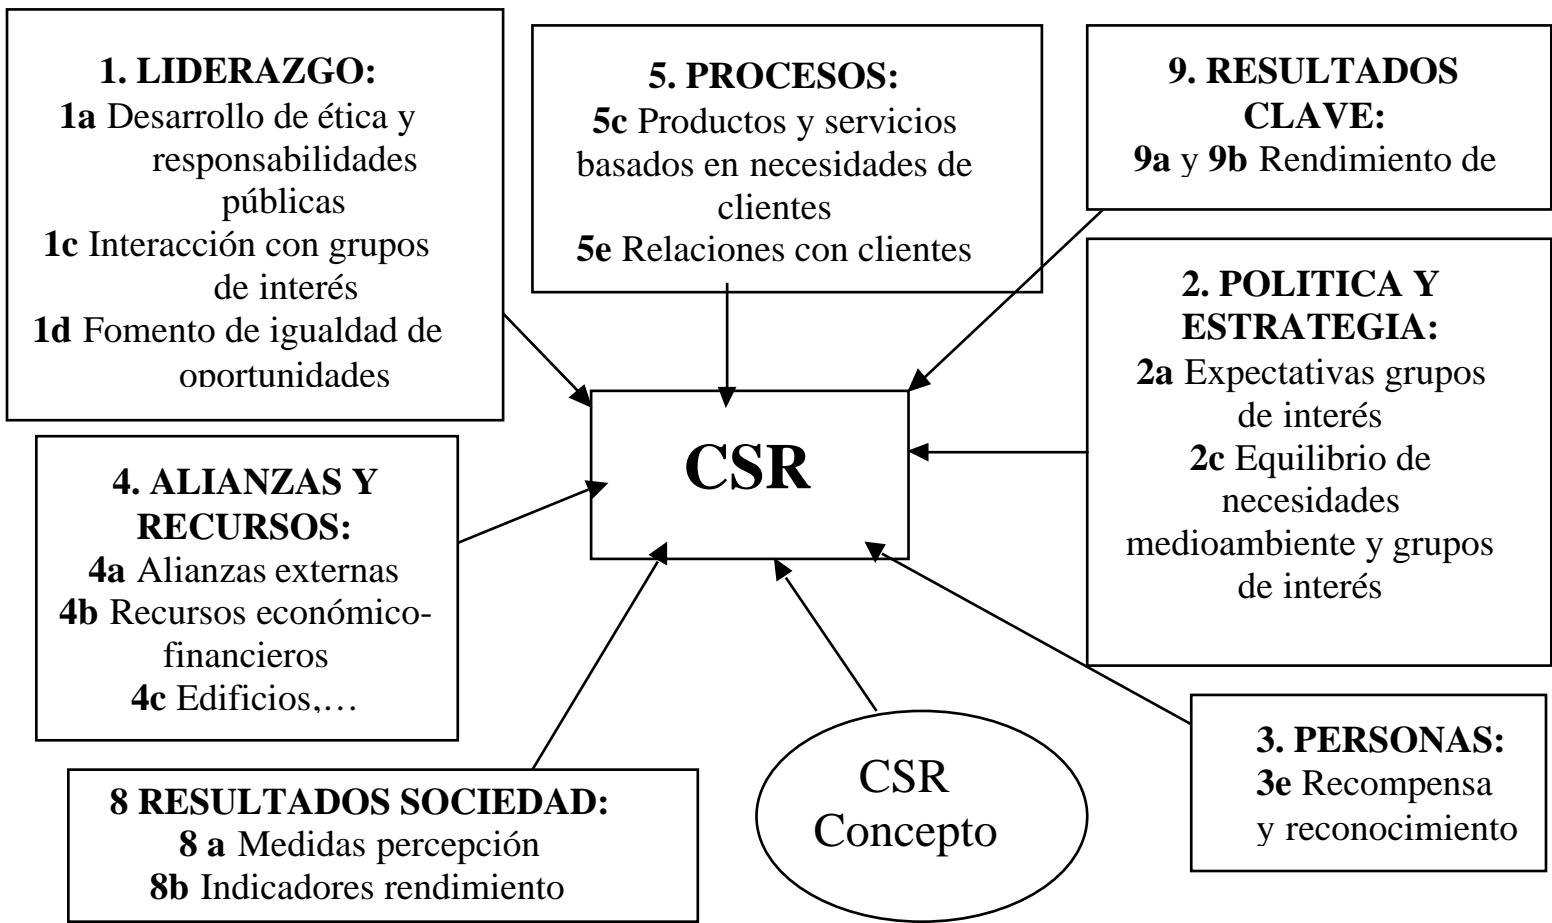 1. LIDERAZGO:
1a Desarrollo de ética y
responsabilidades
públicas
1c Interacción con grupos
de interés
1d Fomento de igualdad de
oportunidades
5. PROCESOS:
5c Productos y servicios
basados en necesidades de
clientes
5e Relaciones con clientes
9. RESULTADOS
CLAVE:
9a y 9b Rendimiento de
2. POLITICA Y
ESTRATEGIA:
2a Expectativas grupos
de interés
2c Equilibrio de
necesidades
medioambiente y grupos
de interés
CSR
4. ALIANZAS Y
RECURSOS:
4a Alianzas externas
4b Recursos económico-
financieros
4c Edificios,…
8 RESULTADOS SOCIEDAD:
8 a Medidas percepción
8b Indicadores rendimiento
CSR
Concepto
3. PERSONAS:
3e Recompensa
y reconocimiento